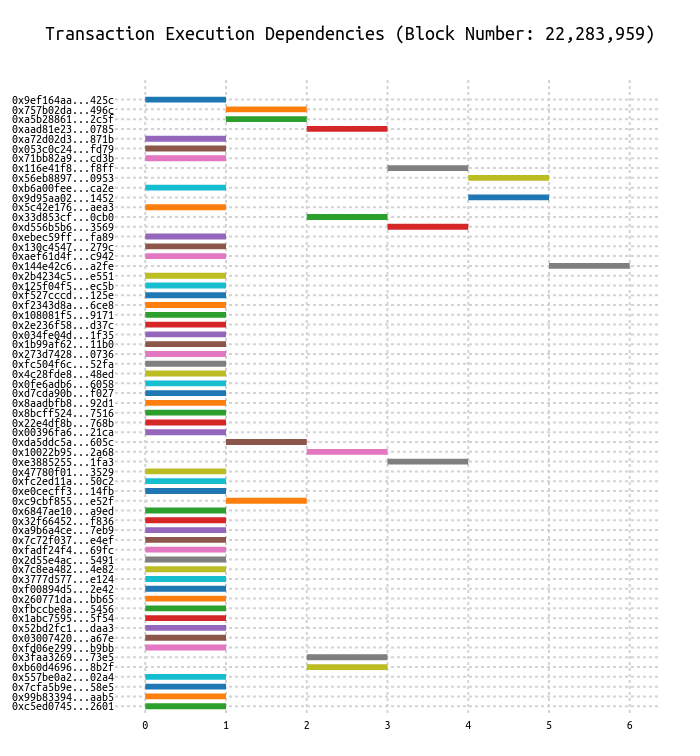 Transaction Execution Dependencies (Block Number: 22,283,959)
0x9ef164aa...425c
0x757b02da...496c
0xa5b28861...2c5f
0xaad81e23...0785
0xa72d02d3...871b
0x053c0c24...fd79
0x71bb82a9...cd3b
0x116e41f8...f8ff
0x56eb8897...0953
0xb6a00fee...ca2e
0x9d95aa02...1452
0x5c42e176...aea3
0x33d853cf...0cb0
0xd556b5b6...3569
0xebec59ff...fa89
0x130c4547...279c
0xaef61d4f...c942
0x144e42c6...a2fe
0x2b4234c5...e551
0x125f04f5...ec5b
0xf527cccd...125e
0xf2343d8a...6ce8
0x108081f5...9171
0x2e236f58...d37c
0x034fe04d...1f35
0x1b99af62...11b0
0x273d7428...0736
0xfc504f6c...52fa
0x4c28fde8...48ed
0x0fe6adb6...6058
0xd7cda90b...f027
0x8aadbfb8...92d1
0x8bcff524...7516
0x22e4df8b...768b
0x00396fa6...21ca
0xda5ddc5a...605c
0x10022b95...2a68
0xe3885255...1fa3
0x47780f01...3529
0xfc2ed11a...50c2
0xe0cecff3...14fb
0xc9cbf855...e52f
0x6847ae10...a9ed
0x32f66452...f836
0xa9b6a4ce...7eb9
0x7c72f037...e4ef
0xfadf24f4...69fc
0x2d55e4ac...5491
0x7c8ea482...4e82
0x3777d577...e124
0xf00894d5...2e42
0x260771da...bb65
0xfbccbe8a...5456
0x1abc7595...5f54
0x52bd2fc1...daa3
0x03007420...a67e
0xfd06e299...b9bb
0x3faa3269...73e5
0xb60d4696...8b2f
0x557be0a2...02a4
0x7cfa5b9e...58e5
0x99b83394...aab5
0xc5ed0745...2601
0 1 2 3 4 5 6